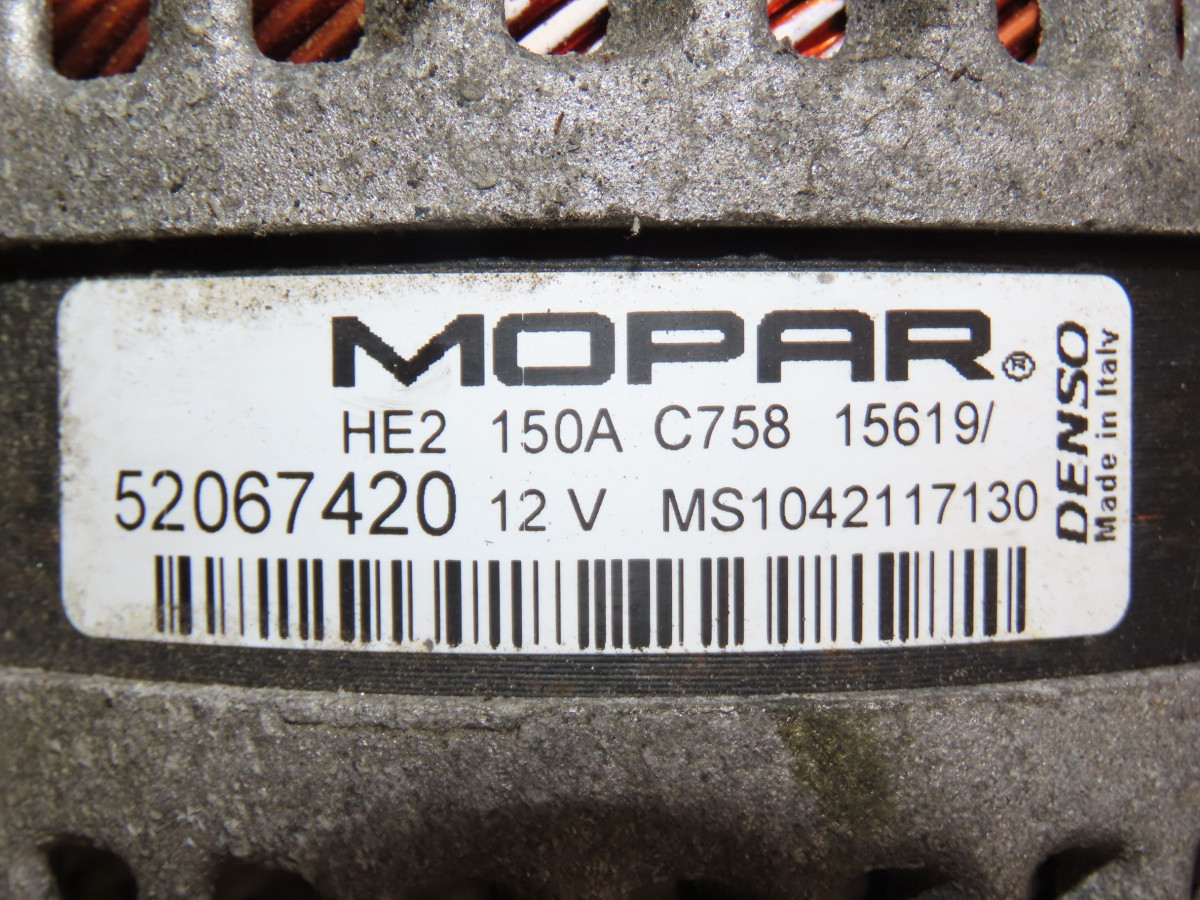 MOPAR®
HE2 150A C758 15619/
52067420 12 V MS1042117130
DENSO
Made in Italy